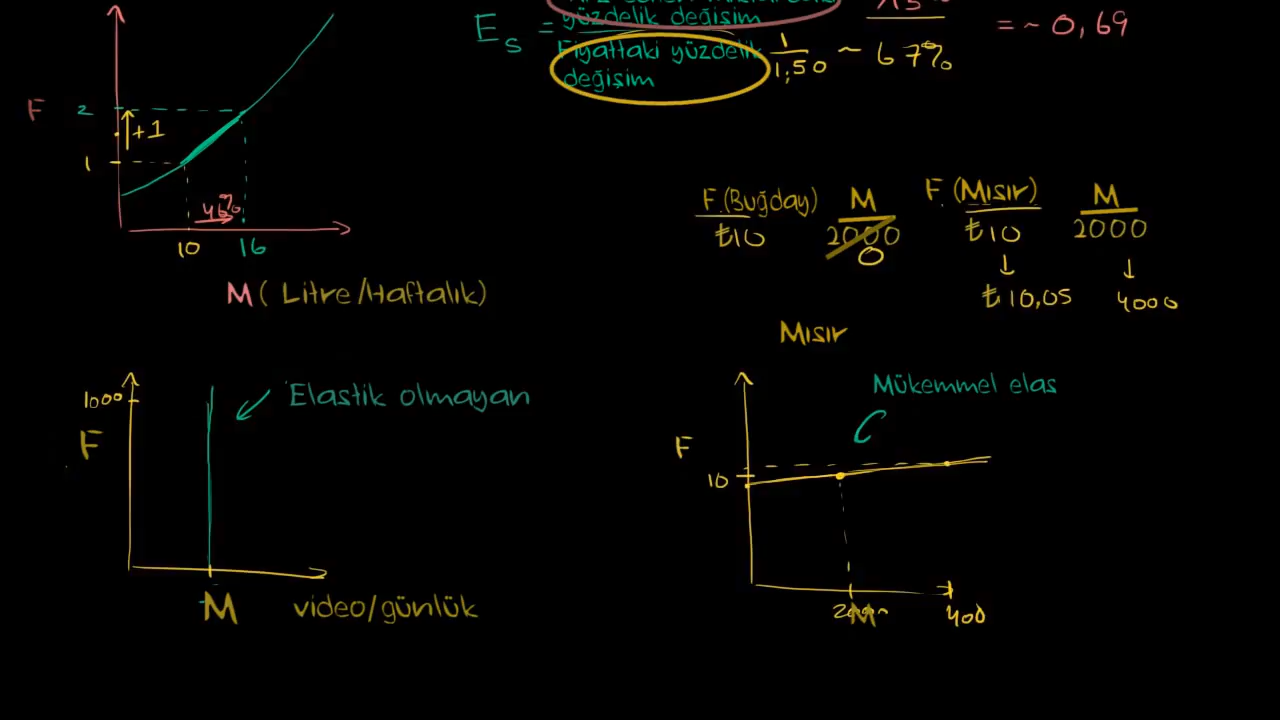 yüzdelik değişim
E_s = Fiyattaki yüzdelik değişim
1/1,50 ~ 67%
= ~ 0,69
F
2
+1
1
46%
10 16
M ( Litre/Haftalık)
F.(Buğday) M F.(Mısır) M
₺10 2000 ₺10 2000
0
₺10,05 4000
Mısır
1000
F
Elastik olmayan
M video/günlük
Mükemmel elas
F
10
M 400